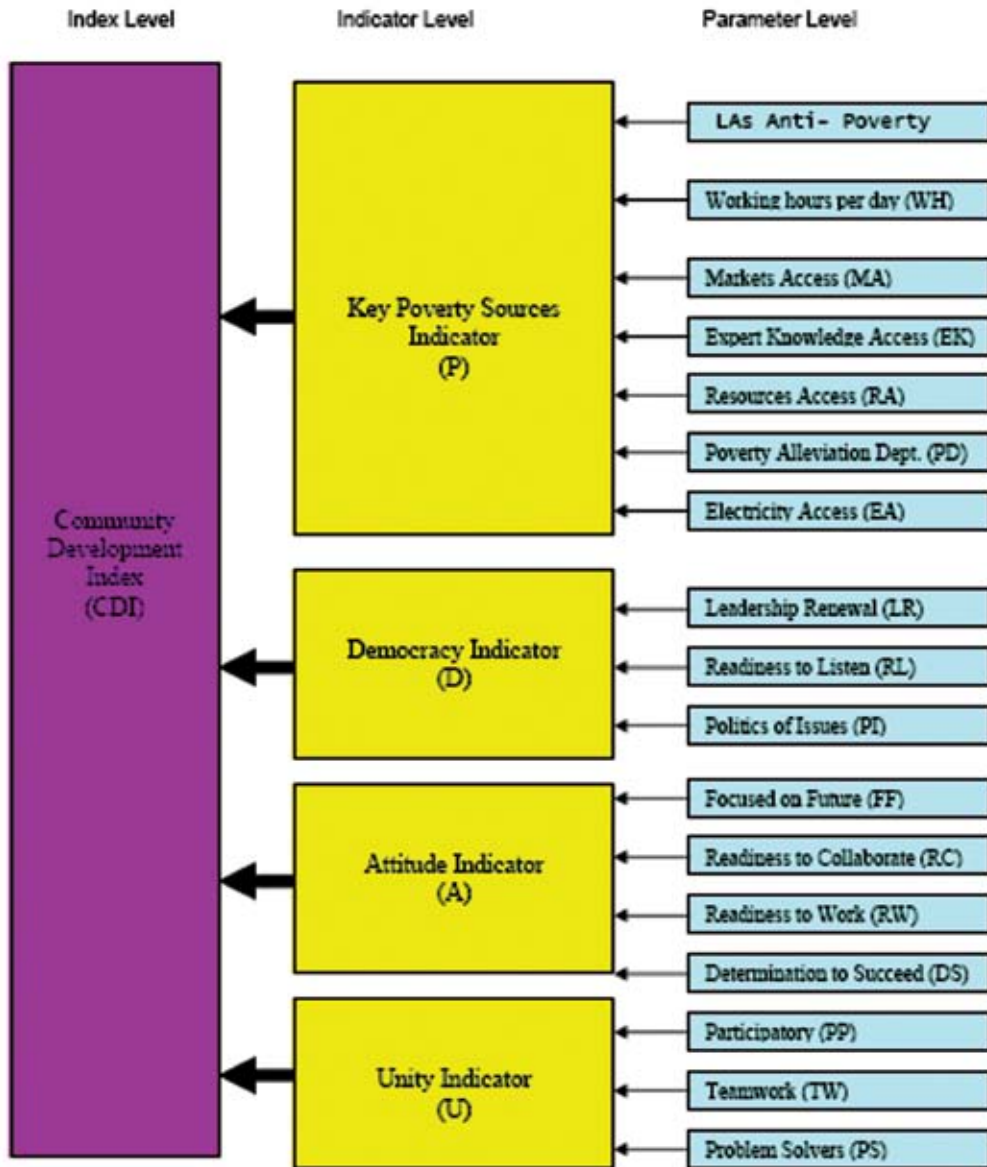 Index Level
Indicator Level
Parameter Level
Community
Development
Index
(CDI)
Key Poverty Sources
Indicator
(P)
LAs Anti- Poverty
Working hours per day (WH)
Markets Access (MA)
Expert Knowledge Access (EK)
Resources Access (RA)
Poverty Alleviation Dept. (PD)
Electricity Access (EA)
Democracy Indicator
(D)
Leadership Renewal (LR)
Readiness to Listen (RL)
Politics of Issues (PI)
Attitude Indicator
(A)
Focused on Future (FF)
Readiness to Collaborate (RC)
Readiness to Work (RW)
Determination to Succeed (DS)
Unity Indicator
(U)
Participatory (PP)
Teamwork (TW)
Problem Solvers (PS)